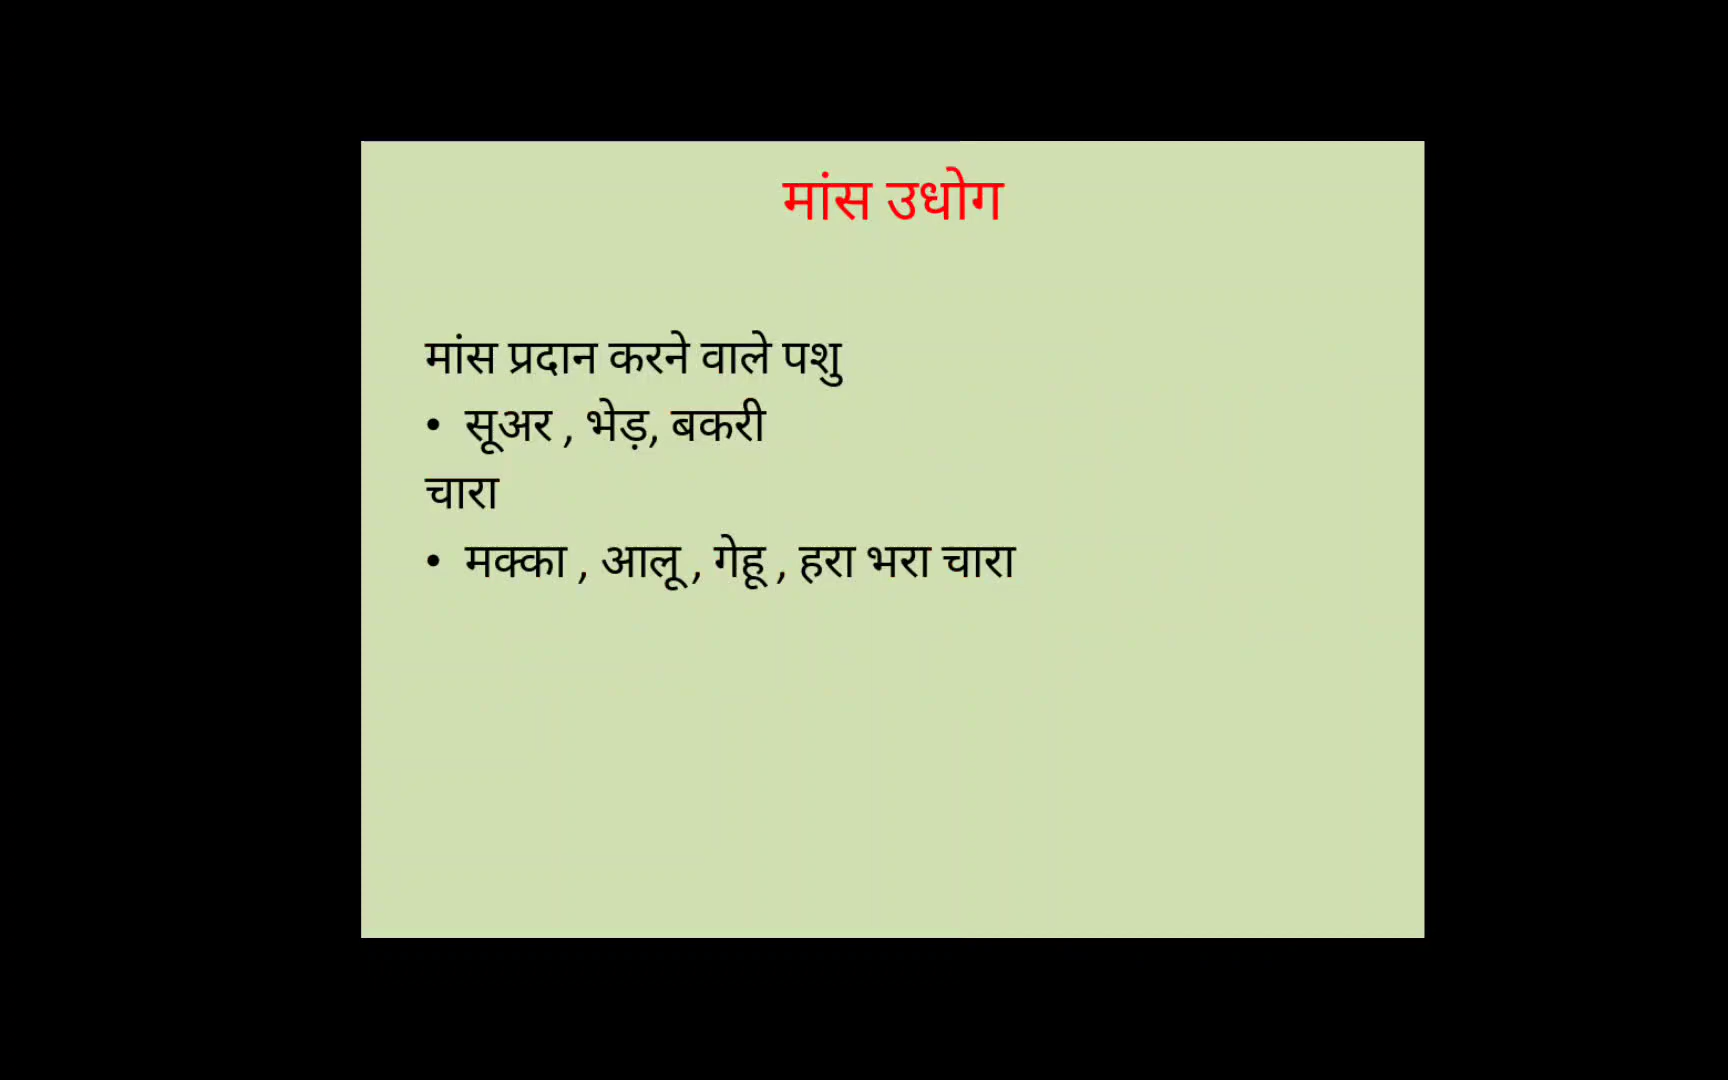 मांस उधोग
मांस प्रदान करने वाले पशु
• सूअर , भेड़, बकरी
चारा
• मक्का , आलू , गेहू , हरा भरा चारा